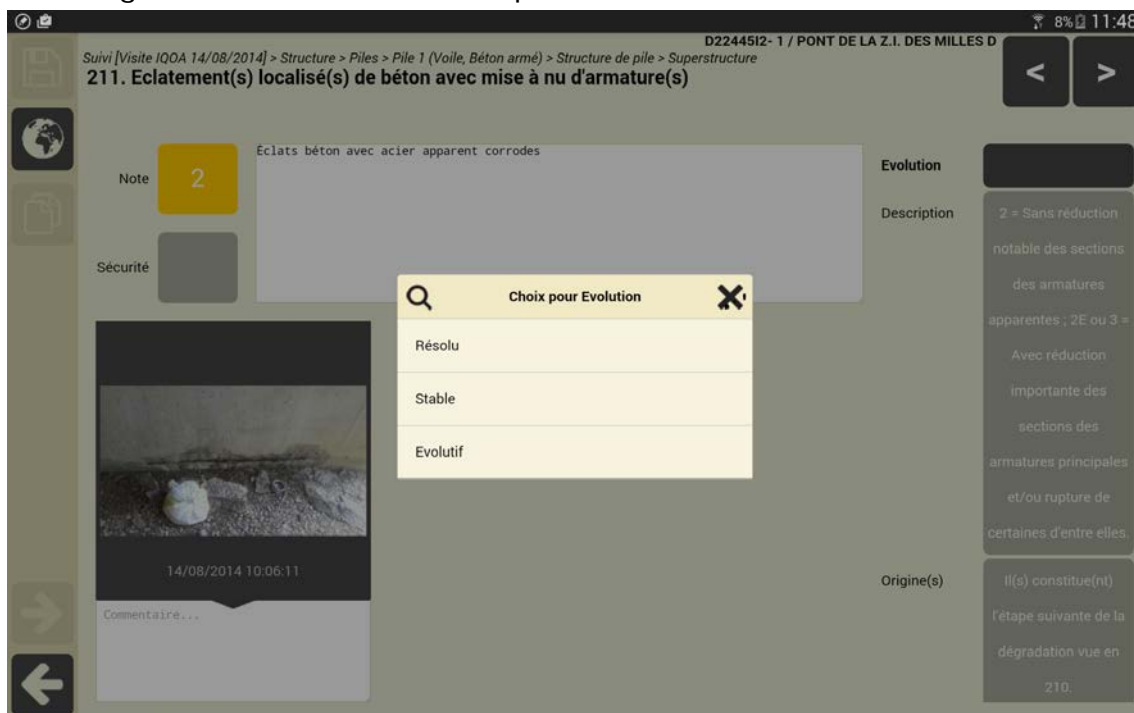 8% 11:48
D22445I2- 1 / PONT DE LA Z.I. DES MILLES D
Suivi [Visite IQOA 14/08/2014] > Structure > Piles > Pile 1 (Voile, Béton armé) > Structure de pile > Superstructure
211. Eclatement(s) localisé(s) de béton avec mise à nu d'armature(s)
< >
Note
2
Éclats béton avec acier apparent corrodes
Sécurité
Evolution
Description
2 = Sans réduction
notable des sections
des armatures
apparentes ; 2E ou 3 =
Avec réduction
importante des
sections des
armatures principales
et/ou rupture de
certaines d'entre elles.
Choix pour Evolution
Résolu
Stable
Evolutif
14/08/2014 10:06:11
Commentaire...
Origine(s)
Il(s) constitue(nt)
l'étape suivante de la
dégradation vue en
210.